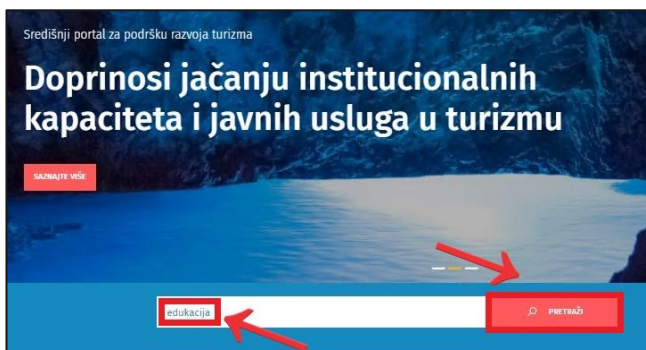 Središnji portal za podršku razvoja turizma
Doprinosi jačanju institucionalnih
kapaciteta i javnih usluga u turizmu
SAZNAJTE VIŠE
edukacija
PRETRAŽI